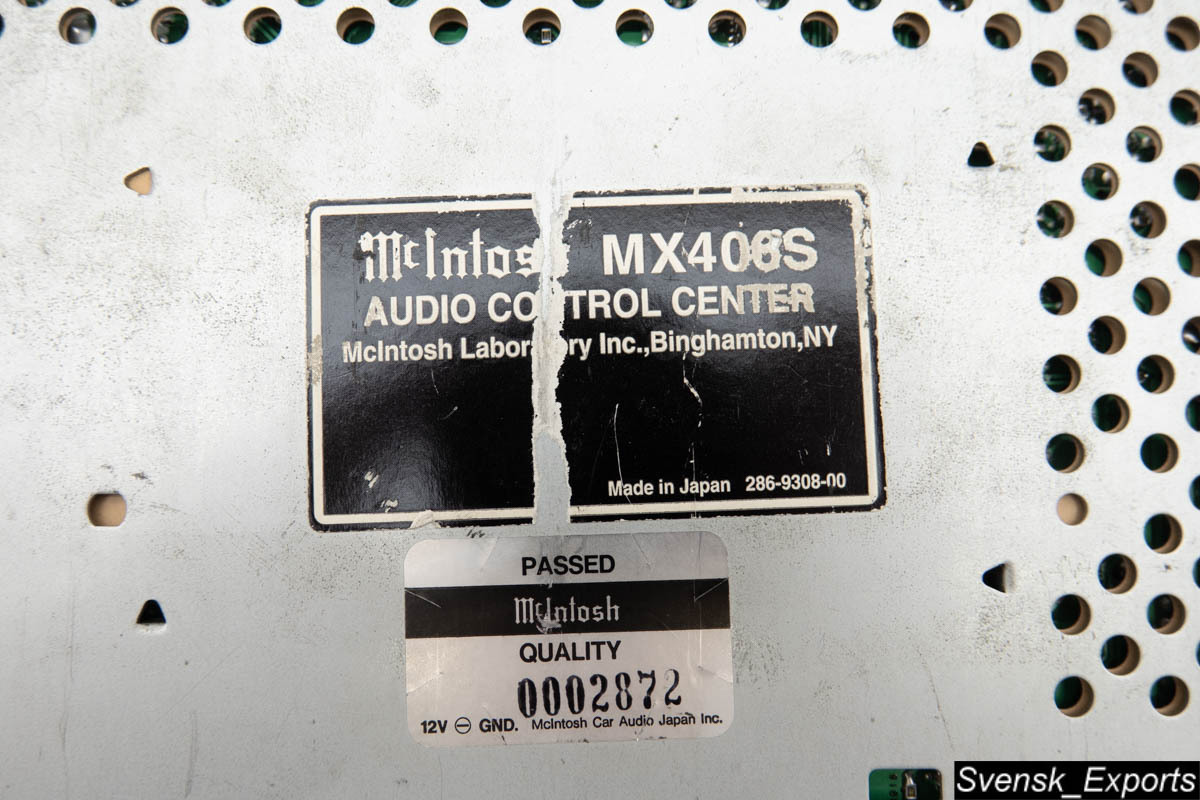 McIntosh MX406S
AUDIO CONTROL CENTER
McIntosh Laboratory Inc.,Binghamton,NY
Made in Japan 286-9308-00
PASSED
McIntosh
QUALITY
0002872
12V ⊖ GND. McIntosh Car Audio Japan Inc.
Svensk_Exports